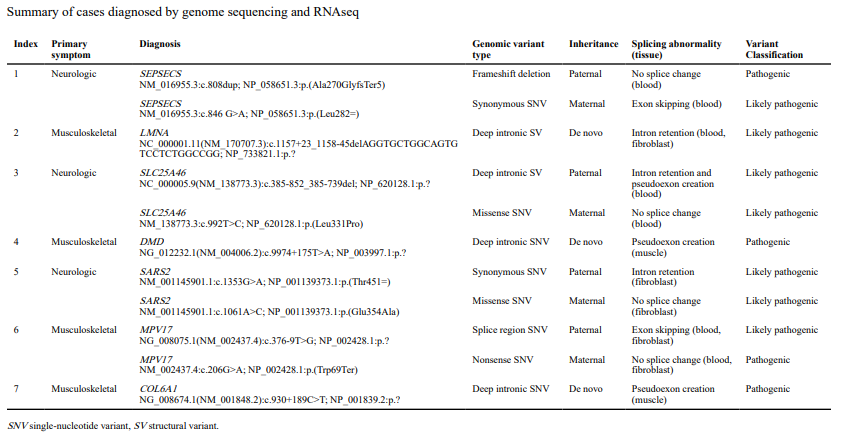 Summary of cases diagnosed by genome sequencing and RNAseq
Index Primary symptom Diagnosis Genomic variant type Inheritance Splicing abnormality (tissue) Variant Classification
1 Neurologic SEPSECS Frameshift deletion Paternal No splice change (blood) Pathogenic
NM_016955.3:c.808dup; NP_058651.3:p.(Ala270GlyfsTer5)
SEPSECS Synonymous SNV Maternal Exon skipping (blood) Likely pathogenic
NM_016955.3:c.846 G>A; NP_058651.3:p.(Leu282=)
2 Musculoskeletal LMNA Deep intronic SV De novo Intron retention (blood, fibroblast) Likely pathogenic
NC_000001.11(NM_170707.3):c.1157+23_1158-45delAGGTGCTGGCAGTG
TCCTCTGGCCGG; NP_733821.1:p.?
3 Neurologic SLC25A46 Deep intronic SV Paternal Intron retention and pseudoexon creation (blood) Likely pathogenic
NC_000005.9(NM_138773.3):c.385-852_385-739del; NP_620128.1:p.?
SLC25A46 Missense SNV Maternal No splice change (blood) Likely pathogenic
NM_138773.3:c.992T>C; NP_620128.1:p.(Leu331Pro)
4 Musculoskeletal DMD Deep intronic SNV De novo Pseudoexon creation (muscle) Pathogenic
NG_012232.1(NM_004006.2):c.9974+175T>A; NP_003997.1:p.?
5 Neurologic SARS2 Synonymous SNV Paternal Intron retention (fibroblast) Likely pathogenic
NM_001145901.1:c.1353G>A; NP_001139373.1:p.(Thr451=)
SARS2 Missense SNV Maternal No splice change (fibroblast) Likely pathogenic
NM_001145901.1:c.1061A>C; NP_001139373.1:p.(Glu354Ala)
6 Musculoskeletal MPV17 Splice region SNV Paternal Exon skipping (blood, fibroblast) Likely pathogenic
NG_008075.1(NM_002437.4):c.376-9T>G; NP_002428.1:p.?
MPV17 Nonsense SNV Maternal No splice change (blood, fibroblast) Pathogenic
NM_002437.4:c.206G>A; NP_002428.1:p.(Trp69Ter)
7 Musculoskeletal COL6A1 Deep intronic SNV De novo Pseudoexon creation (muscle) Pathogenic
NG_008674.1(NM_001848.2):c.930+189C>T; NP_001839.2:p.?
SNV single-nucleotide variant, SV structural variant.